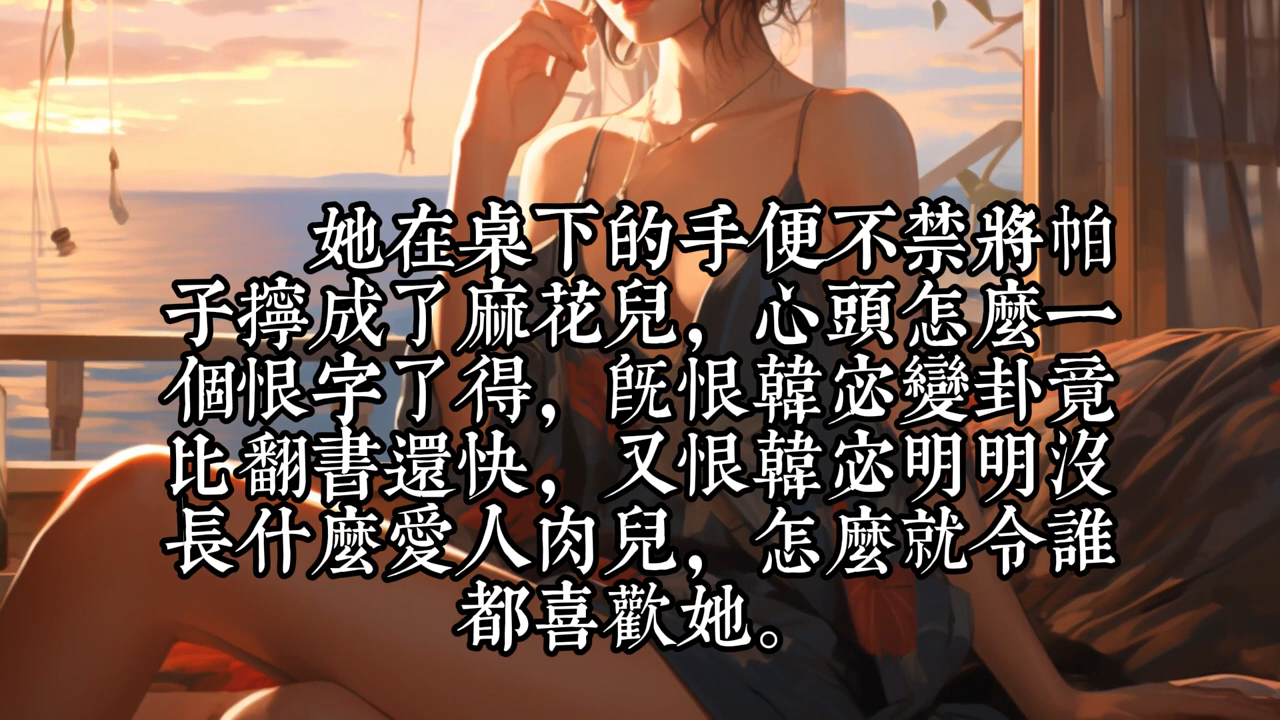 她在桌下的手便不禁將帕
子擰成了麻花兒，心頭怎麼一
個恨字了得，既恨韓宓變卦竟
比翻書還快，又恨韓宓明明沒
長什麼愛人肉兒，怎麼就令誰
都喜歡她。